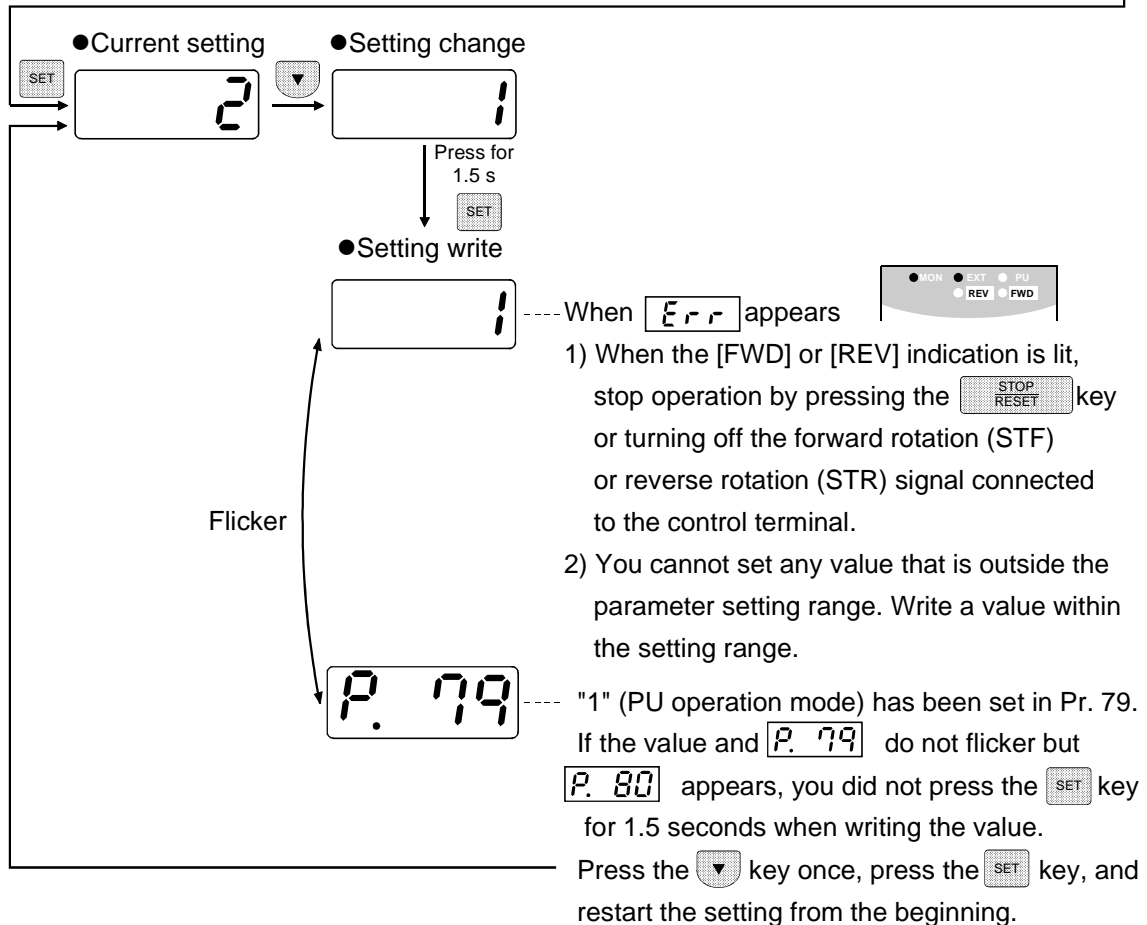 ●Current setting
●Setting change
SET
2
▼
1
Press for
1.5 s
SET
●Setting write
1
MON EXT PU
REV FWD
When Err appears
1) When the [FWD] or [REV] indication is lit,
stop operation by pressing the STOP RESET key
or turning off the forward rotation (STF)
or reverse rotation (STR) signal connected
to the control terminal.
Flicker
2) You cannot set any value that is outside the
parameter setting range. Write a value within
the setting range.
P. 79
"1" (PU operation mode) has been set in Pr. 79.
If the value and P. 79 do not flicker but
P. 80 appears, you did not press the SET key
for 1.5 seconds when writing the value.
Press the ▼ key once, press the SET key, and
restart the setting from the beginning.